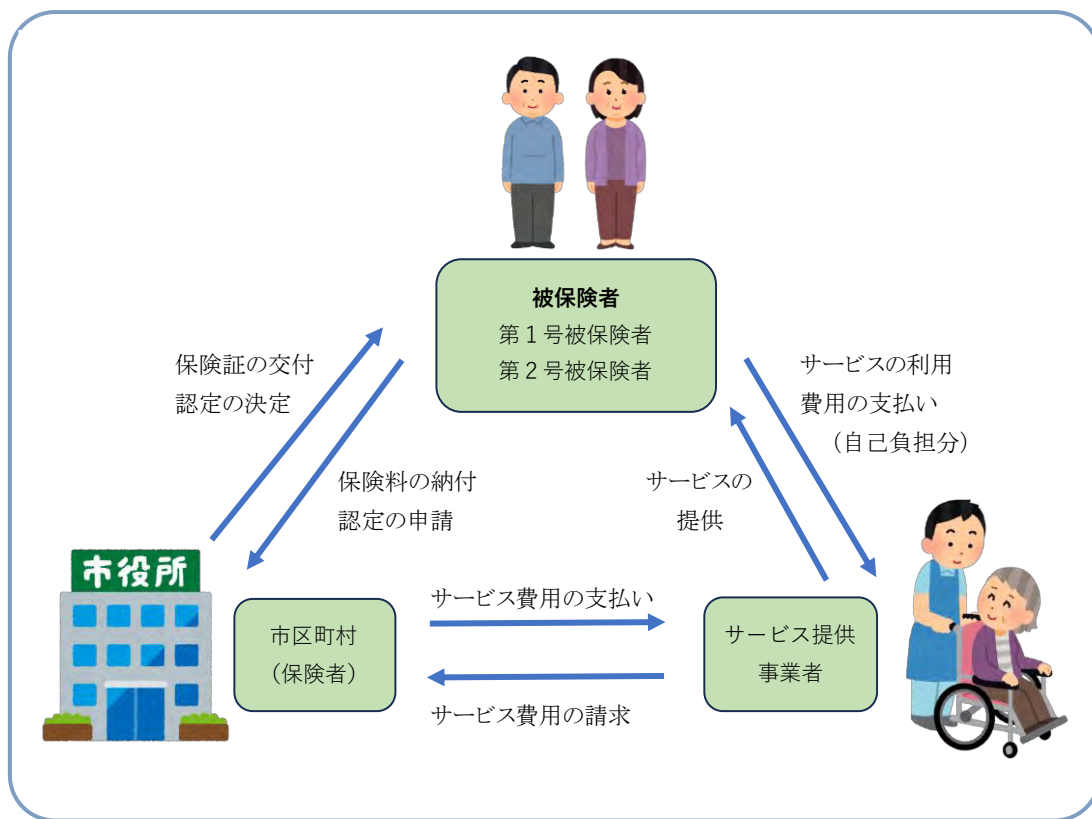 被保険者
第１号被保険者
第２号被保険者
保険証の交付
認定の決定
サービスの利用
費用の支払い
（自己負担分）
保険料の納付
認定の申請
サービスの
提供
市役所
市区町村
（保険者）
サービス費用の支払い
サービス提供
事業者
サービス費用の請求